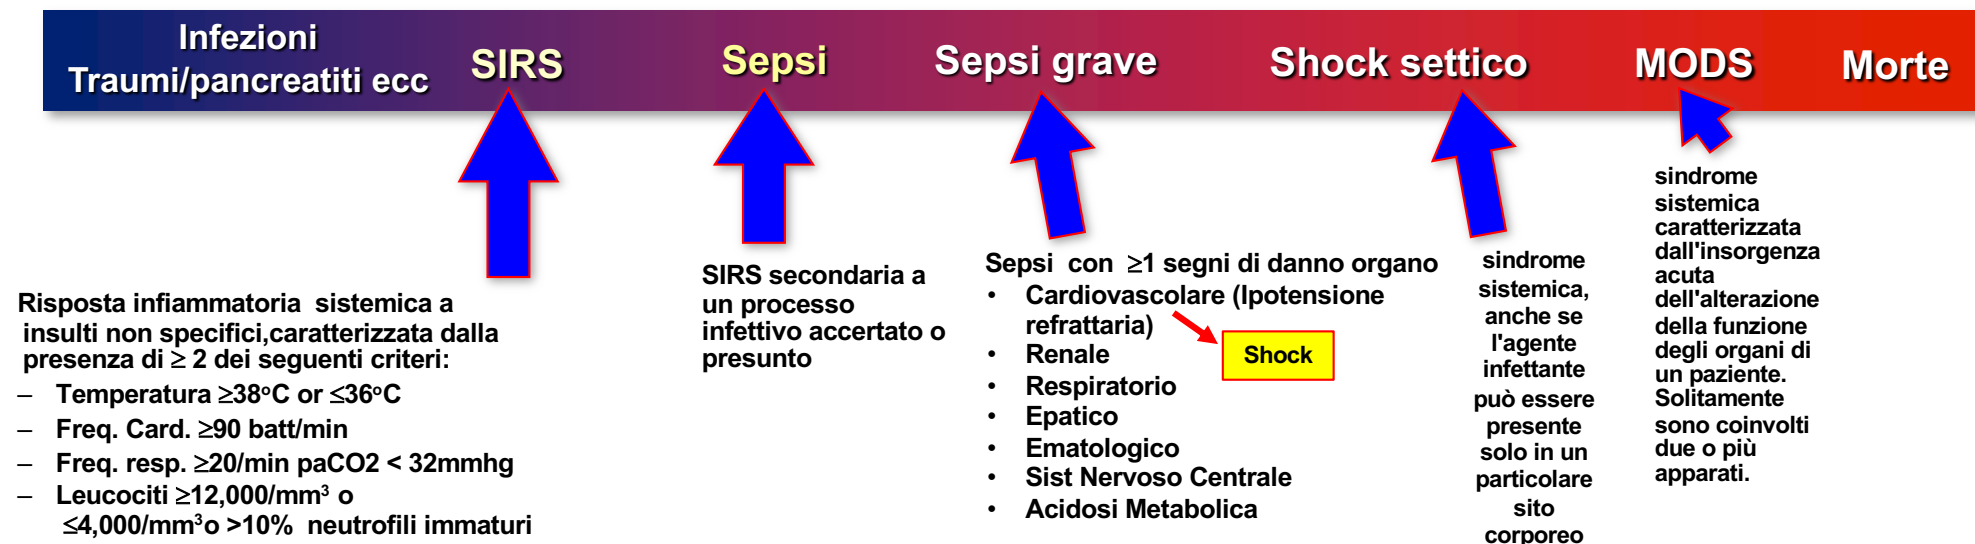 Infezioni
Traumi/pancreatiti ecc
SIRS
Sepsi
Sepsi grave
Shock settico
MODS
Morte
Risposta infiammatoria sistemica a
insulti non specifici,caratterizzata dalla
presenza di ≥ 2 dei seguenti criteri:
– Temperatura ≥38°C or ≤36°C
– Freq. Card. ≥90 batt/min
– Freq. resp. ≥20/min paCO2 < 32mmhg
– Leucociti ≥12,000/mm³ o
≤4,000/mm³o >10% neutrofili immaturi
SIRS secondaria a
un processo
infettivo accertato o
presunto
Sepsi con ≥1 segni di danno organo
• Cardiovascolare (Ipotensione
refrattaria)
• Renale
• Respiratorio
• Epatico
• Ematologico
• Sist Nervoso Centrale
• Acidosi Metabolica
Shock
sindrome
sistemica,
anche se
l'agente
infettante
può essere
presente
solo in un
particolare
sito
corporeo
sindrome
sistemica
caratterizzata
dall'insorgenza
acuta
dell'alterazione
della funzione
degli organi di
un paziente.
Solitamente
sono coinvolti
due o più
apparati.